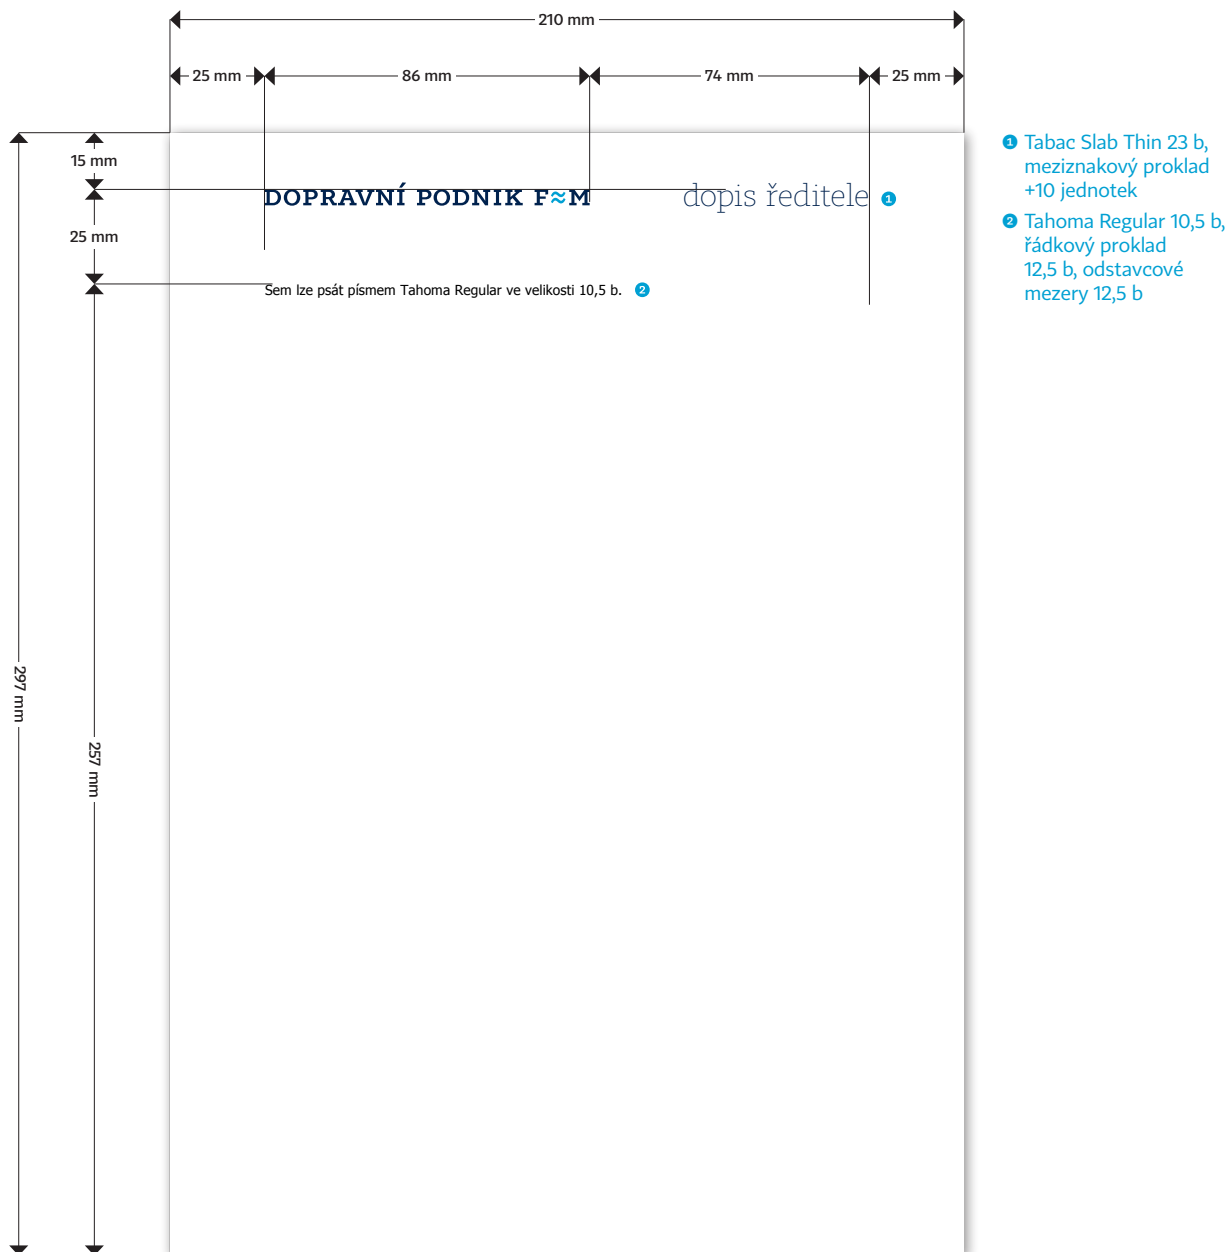 210 mm
25 mm
86 mm
74 mm
25 mm
15 mm
25 mm
297 mm
257 mm
DOPRAVNÍ PODNIK F≈M
dopis ředitele 1
Sem lze psát písmem Tahoma Regular ve velikosti 10,5 b. 2
1 Tabac Slab Thin 23 b,
meziznakový proklad
+10 jednotek
2 Tahoma Regular 10,5 b,
řádkový proklad
12,5 b, odstavcové
mezery 12,5 b